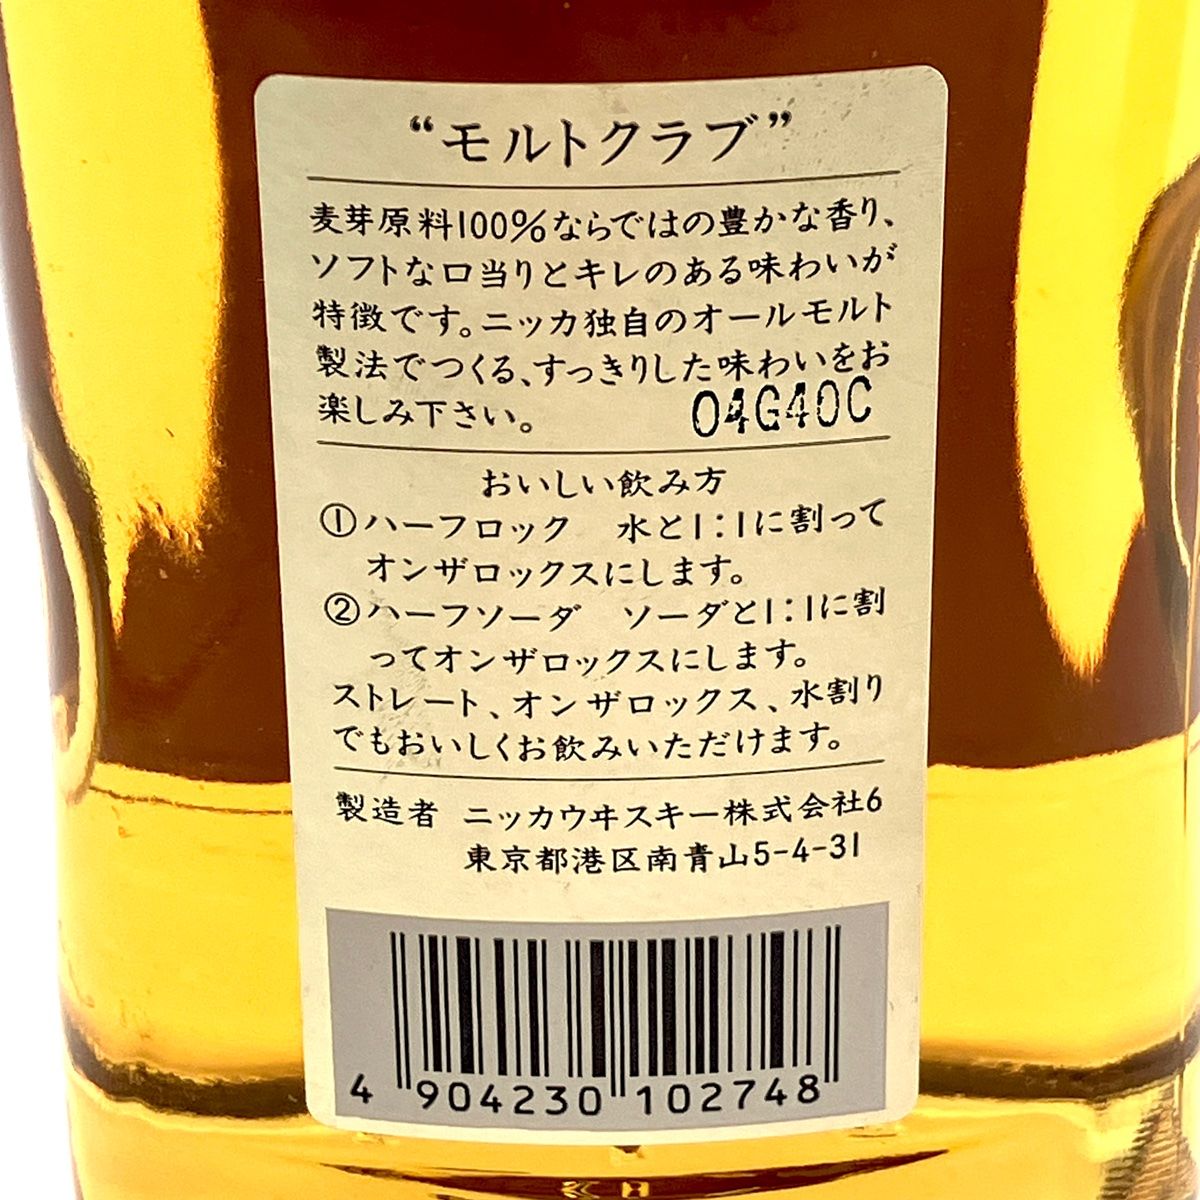 “モルトクラブ”
麦芽原料100%ならではの豊かな香り、
ソフトな口当りとキレのある味わいが
特徴です。ニッカ独自のオールモルト
製法でつくる、すっきりした味わいをお
楽しみ下さい。
04G40C
おいしい飲み方
①ハーフロック 水と1:1に割って
オンザロックスにします。
②ハーフソーダ ソーダと1:1に割
ってオンザロックスにします。
ストレート、オンザロックス、水割り
でもおいしくお飲みいただけます。
製造者 ニッカウヰスキー株式会社6
東京都港区南青山5-4-31
4 904230 102748